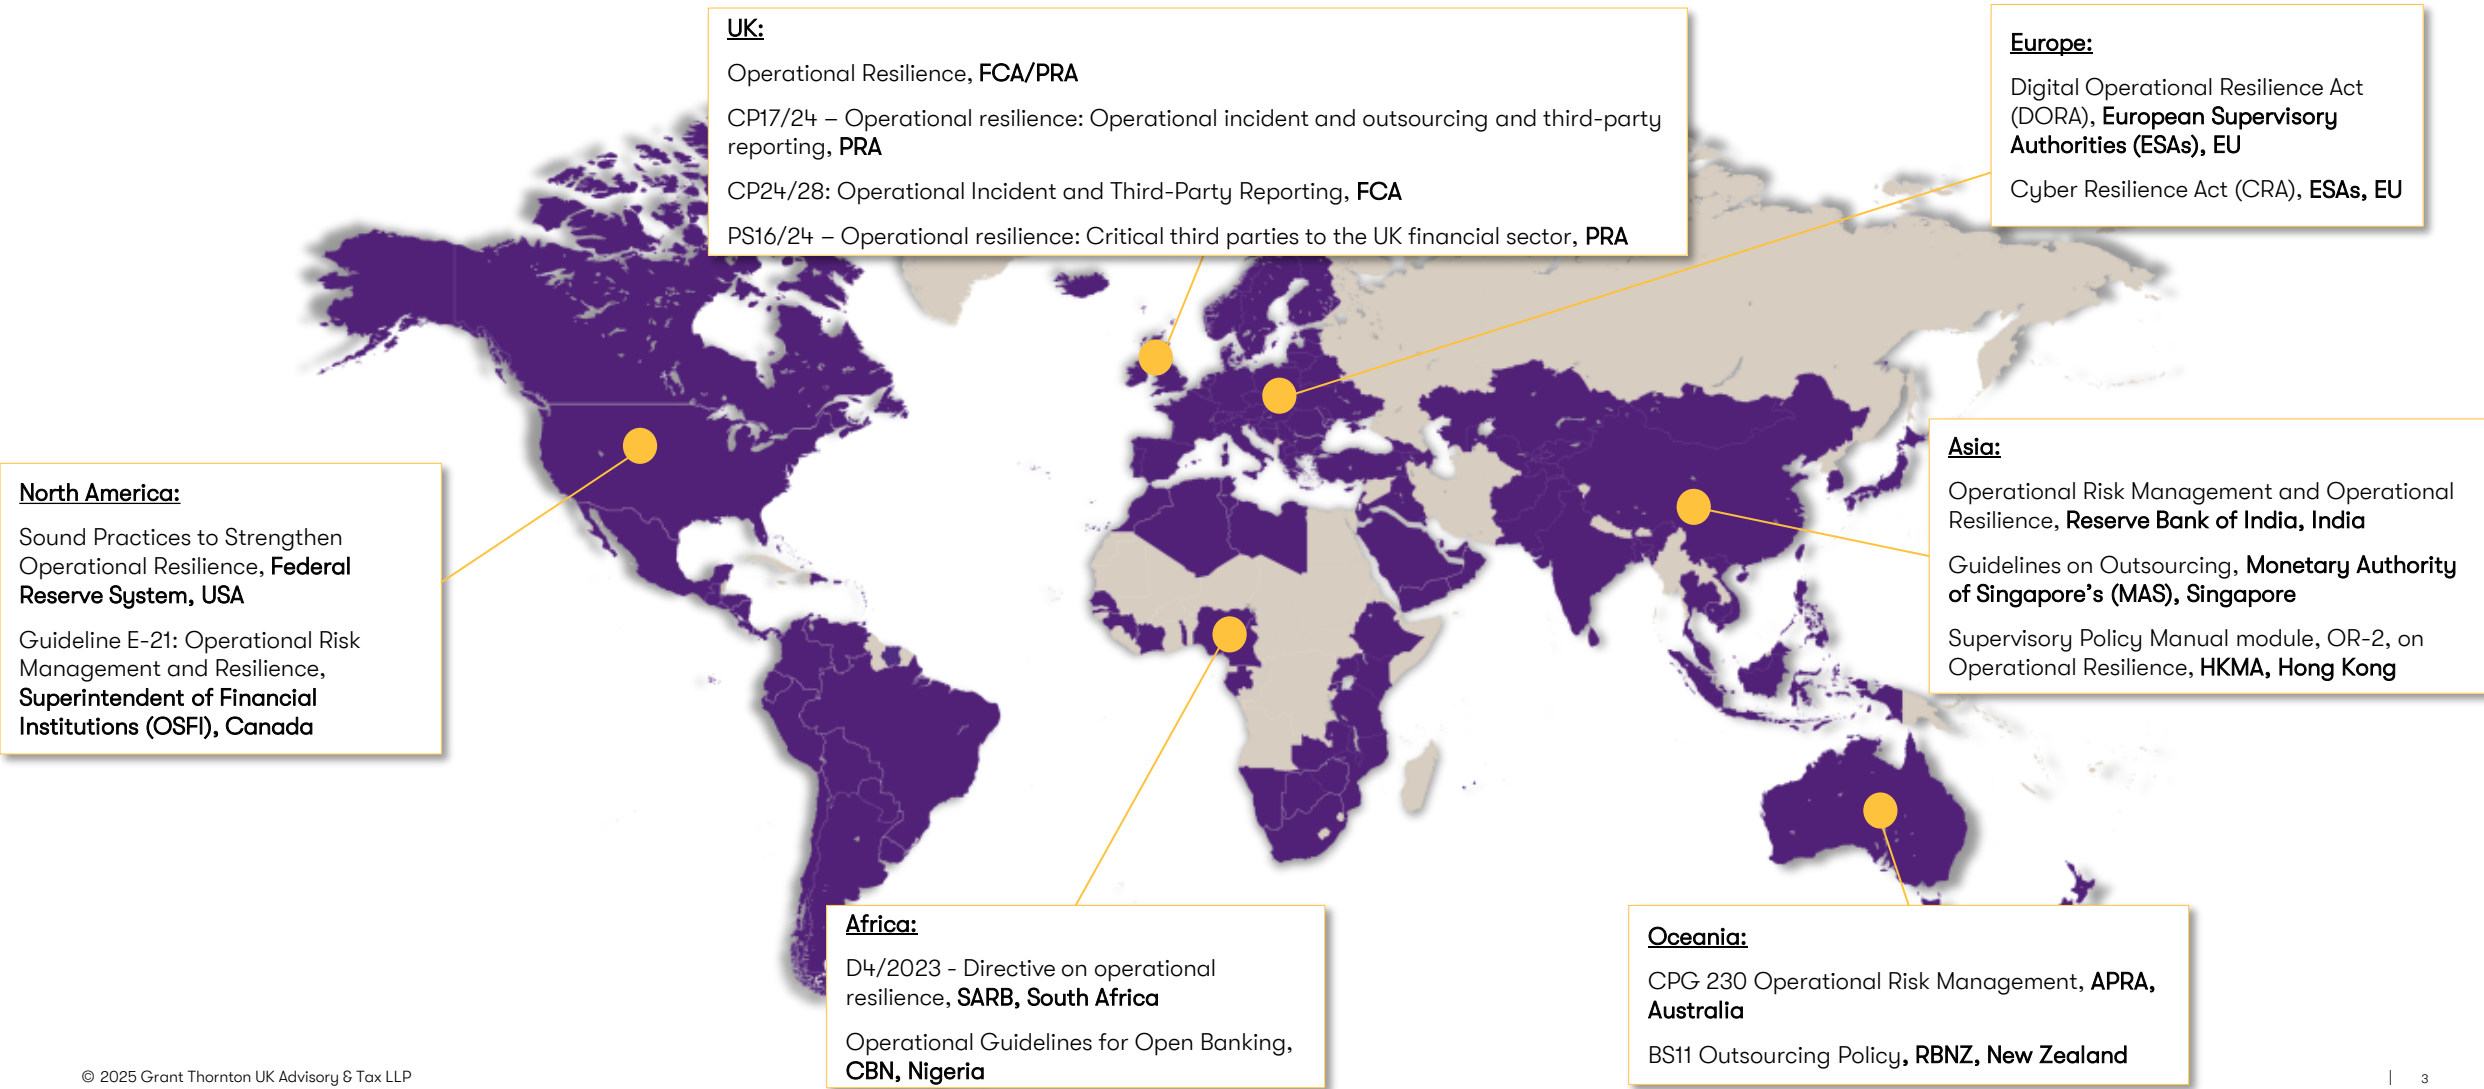 UK:
Operational Resilience, FCA/PRA
CP17/24 – Operational resilience: Operational incident and outsourcing and third-party
reporting, PRA
CP24/28: Operational Incident and Third-Party Reporting, FCA
PS16/24 – Operational resilience: Critical third parties to the UK financial sector, PRA
Europe:
Digital Operational Resilience Act
(DORA), European Supervisory
Authorities (ESAs), EU
Cyber Resilience Act (CRA), ESAs, EU
North America:
Sound Practices to Strengthen
Operational Resilience, Federal
Reserve System, USA
Guideline E-21: Operational Risk
Management and Resilience,
Superintendent of Financial
Institutions (OSFI), Canada
Asia:
Operational Risk Management and Operational
Resilience, Reserve Bank of India, India
Guidelines on Outsourcing, Monetary Authority
of Singapore’s (MAS), Singapore
Supervisory Policy Manual module, OR-2, on
Operational Resilience, HKMA, Hong Kong
Africa:
D4/2023 - Directive on operational
resilience, SARB, South Africa
Operational Guidelines for Open Banking,
CBN, Nigeria
Oceania:
CPG 230 Operational Risk Management, APRA,
Australia
BS11 Outsourcing Policy, RBNZ, New Zealand
© 2025 Grant Thornton UK Advisory & Tax LLP
| 3